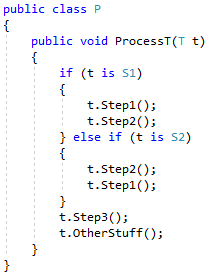 public class P
{
    public void ProcessT(T t)
    {
        if (t is S1)
        {
            t.Step1();
            t.Step2();
        } else if (t is S2)
        {
            t.Step2();
            t.Step1();
        }
        t.Step3();
        t.OtherStuff();
    }
}